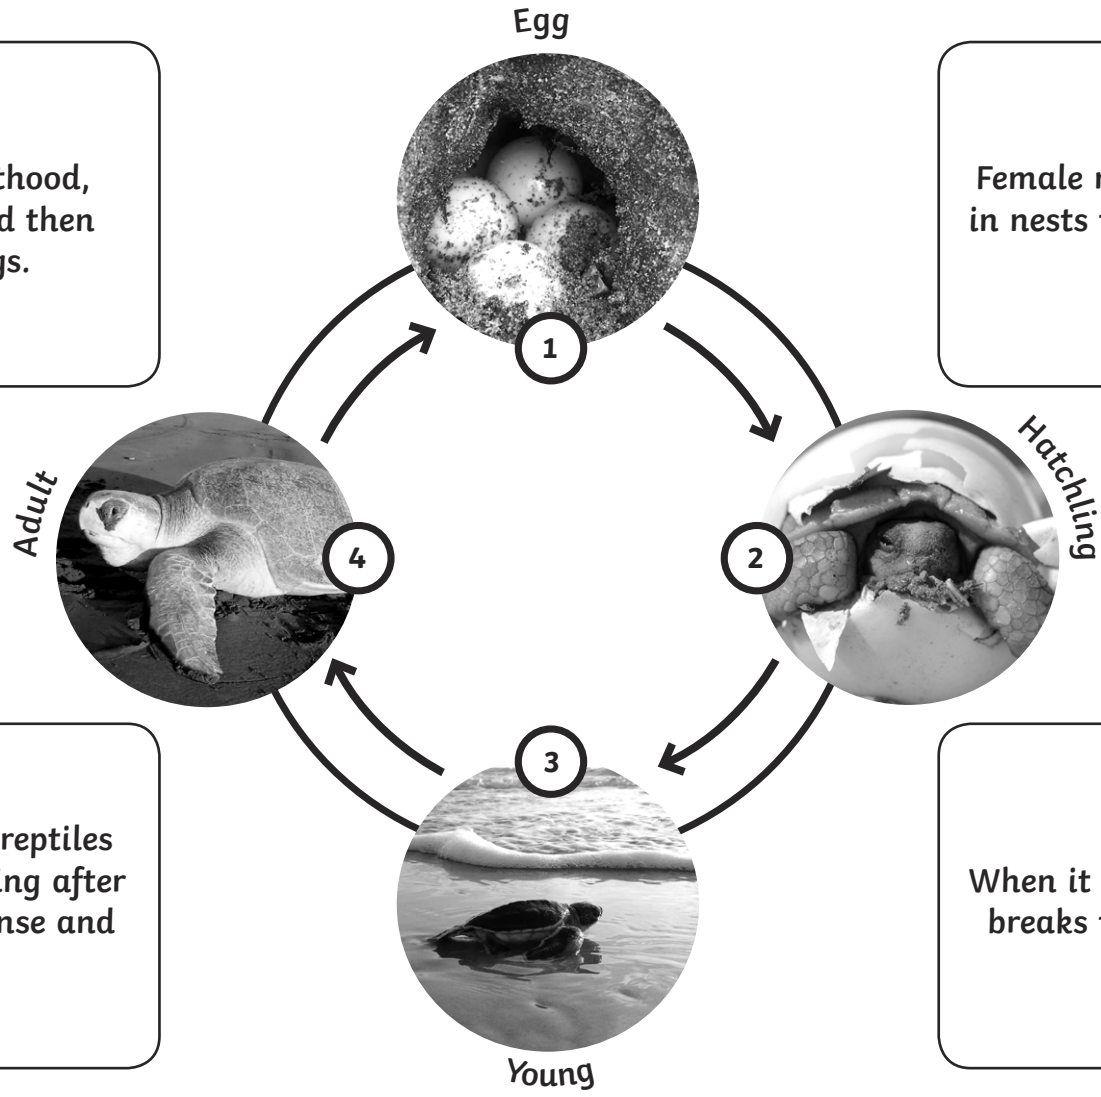 Egg
thood,
d then
gs.
Female
in nests
1
Adult
Hatchling
4
2
3
reptiles
ing after
nse and
When it
breaks
Young